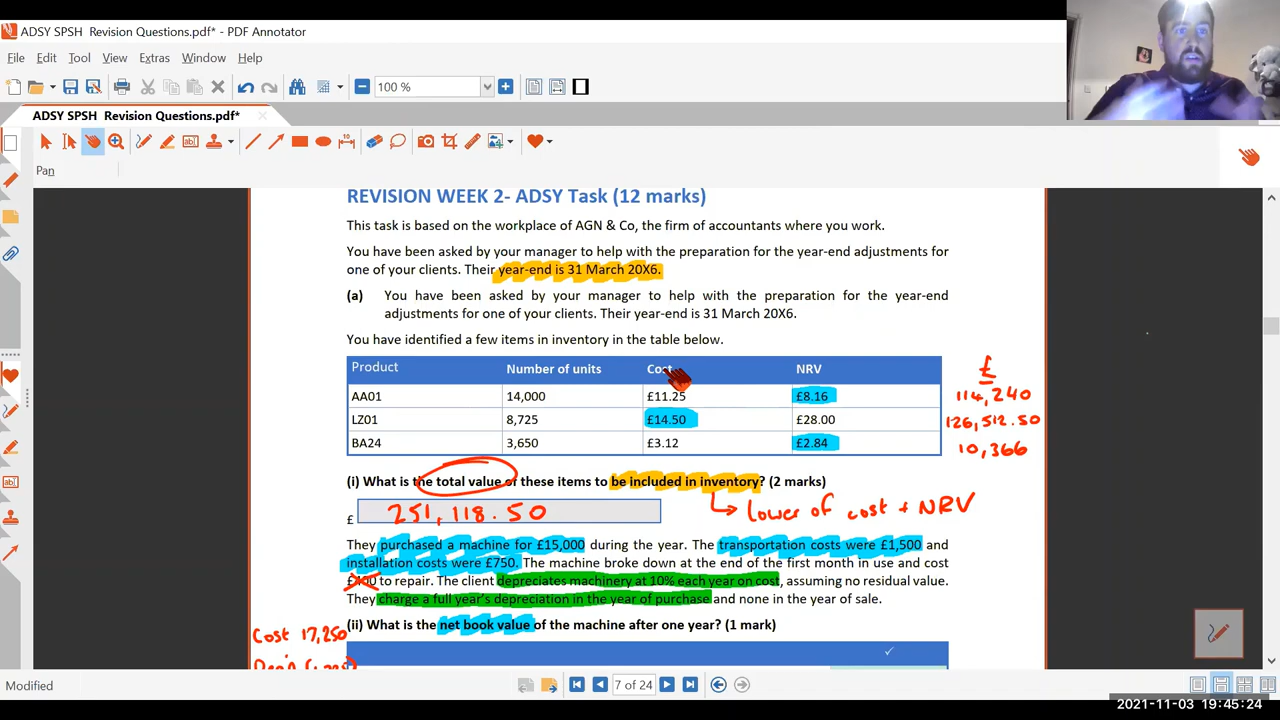 ADSY SPSH Revision Questions.pdf* - PDF Annotator
File Edit Tool View Extras Window Help
100 %
ADSY SPSH Revision Questions.pdf*
Pan
REVISION WEEK 2- ADSY Task (12 marks)
This task is based on the workplace of AGN & Co, the firm of accountants where you work.
You have been asked by your manager to help with the preparation for the year-end adjustments for
one of your clients. Their year-end is 31 March 20X6.
(a) You have been asked by your manager to help with the preparation for the year-end
adjustments for one of your clients. Their year-end is 31 March 20X6.
You have identified a few items in inventory in the table below.
Product Number of units Cost NRV £
AA01 14,000 £11.25 £8.16 114,240
LZ01 8,725 £14.50 £28.00 126,512.50
BA24 3,650 £3.12 £2.84 10,366
(i) What is the total value of these items to be included in inventory? (2 marks)
£ 251,118.50 lower of cost + NRV
They purchased a machine for £15,000 during the year. The transportation costs were £1,500 and
installation costs were £750. The machine broke down at the end of the first month in use and cost
£400 to repair. The client depreciates machinery at 10% each year on cost, assuming no residual value.
They charge a full year's depreciation in the year of purchase and none in the year of sale.
(ii) What is the net book value of the machine after one year? (1 mark)
Cost 17,250
Modified
7 of 24
2021-11-03 19:45:24